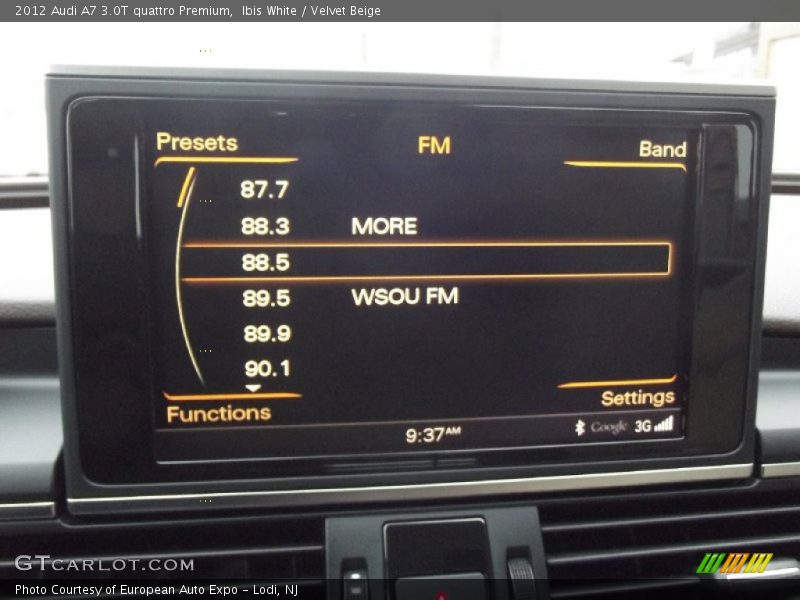 2012 Audi A7 3.0T quattro Premium, Ibis White / Velvet Beige
Presets FM Band
87.7
88.3 MORE
88.5
89.5 WSOU FM
89.9
90.1
Functions Settings
9:37 AM Google 3G
GTCARLOT.COM
Photo Courtesy of European Auto Expo - Lodi, NJ